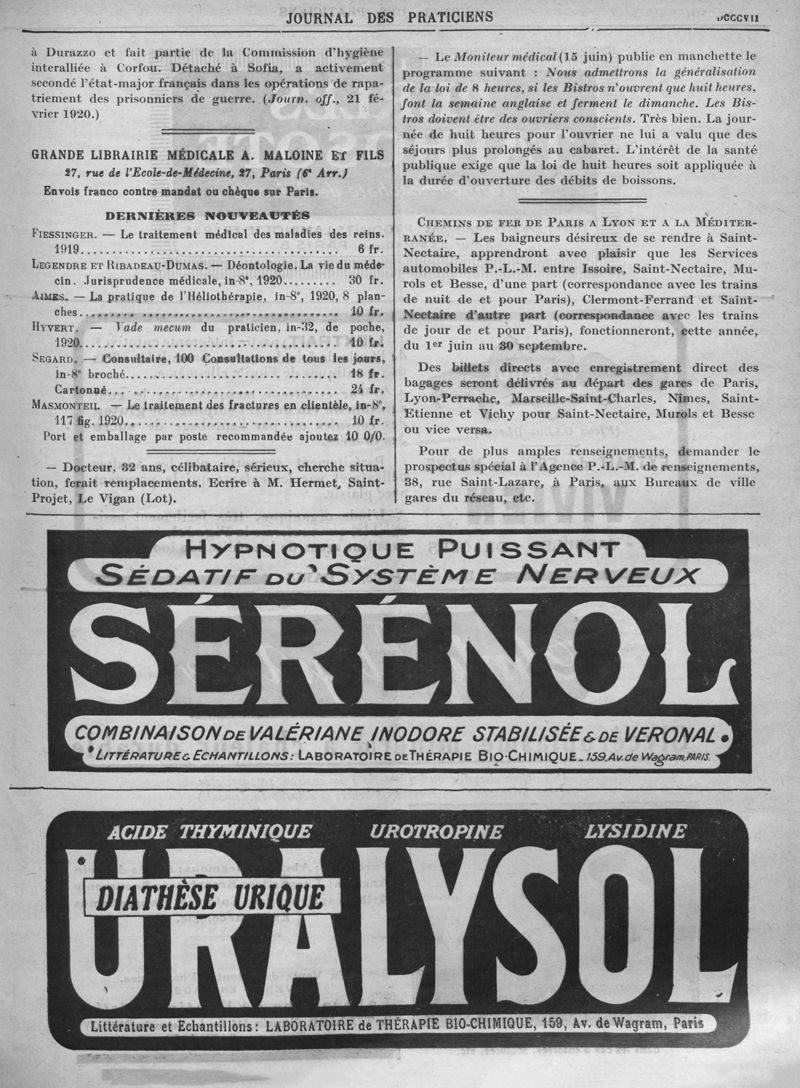 JOURNAL DES PRATICIENS
DCCCVII
à Durazzo et fait partie de la Commission d'hygiène
interalliée à Corfou. Détaché à Sofia, a activement
secondé l'état-major français dans les opérations de rapa-
triement des prisonniers de guerre. (Journ. off., 21 fé-
vrier 1920.)
GRANDE LIBRAIRIE MÉDICALE A. MALOINE ET FILS
27, rue de l'Ecole-de-Médecine, 27, Paris (6e Arr.)
Envois franco contre mandat ou chèque sur Paris.
DERNIÈRES NOUVEAUTÉS
FIESSINGER. — Le traitement médical des maladies des reins.
1919........................................ 6 fr.
LEGENDRE ET RIBADEAU-DUMAS. — Déontologie. La vie du méde-
cin. Jurisprudence médicale, in-8°, 1920......... 30 fr.
AIMES. — La pratique de l'Héliothérapie, in-8°, 1920, 8 plan-
ches........................................ 10 fr.
HYVERT. — Vade mecum du praticien, in-32, de poche,
1920........................................ 10 fr.
SEGARD. — Consultaire, 100 Consultations de tous les jours,
in-8° broché................................ 18 fr.
Cartonné.................................... 24 fr.
MASMONTEIL — Le traitement des fractures en clientèle, in-8°,
117 fig. 1920................................ 10 fr.
Port et emballage par poste recommandée ajoutez 10 0/0.
— Docteur, 32 ans, célibataire, sérieux, cherche situa-
tion, ferait remplacements. Ecrire à M. Hermet, Saint-
Projet, Le Vigan (Lot).
— Le Moniteur médical (15 juin) publie en manchette le
programme suivant : Nous admettrons la généralisation
de la loi de 8 heures, si les Bistros n'ouvrent que huit heures,
font la semaine anglaise et ferment le dimanche. Les Bis-
tros doivent être des ouvriers conscients. Très bien. La jour-
née de huit heures pour l'ouvrier ne lui a valu que des
séjours plus prolongés au cabaret. L'intérêt de la santé
publique exige que la loi de huit heures soit appliquée à
la durée d'ouverture des débits de boissons.
CHEMINS DE FER DE PARIS A LYON ET A LA MÉDITER-
RANÉE. — Les baigneurs désireux de se rendre à Saint-
Nectaire, apprendront avec plaisir que les Services
automobiles P.-L.-M. entre Issoire, Saint-Nectaire, Mu-
rols et Besse, d'une part (correspondance avec les trains
de nuit de et pour Paris), Clermont-Ferrand et Saint-
Nectaire d'autre part (correspondance avec les trains
de jour de et pour Paris), fonctionneront, cette année,
du 1er juin au 30 septembre.
Des billets directs avec enregistrement direct des
bagages seront délivrés au départ des gares de Paris,
Lyon-Perrache, Marseille-Saint-Charles, Nîmes, Saint-
Etienne et Vichy pour Saint-Nectaire, Murols et Besse
ou vice versa.
Pour de plus amples renseignements, demander le
prospectus spécial à l'Agence P.-L.-M. de renseignements,
38, rue Saint-Lazare, à Paris, aux Bureaux de ville
gares du réseau, etc.
HYPNOTIQUE PUISSANT
SÉDATIF DU SYSTÈME NERVEUX
SÉRÉNOL
COMBINAISON DE VALÉRIANE INODORE STABILISÉE & DE VERONAL
LITTÉRATURE & ECHANTILLONS : LABORATOIRE DE THÉRAPIE BIO-CHIMIQUE_159, Av. de Wagram, PARIS.
ACIDE THYMINIQUE UROTROPINE LYSIDINE
URALYSOL
DIATHÈSE URIQUE
Littérature et Echantillons : LABORATOIRE de THÉRAPIE BIO-CHIMIQUE, 159, Av. de Wagram, Paris